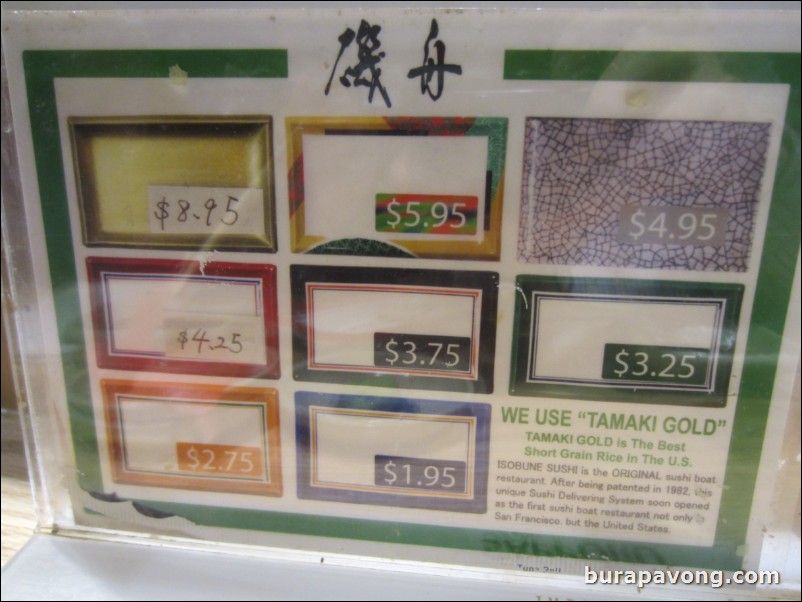 磯舟
$8.95 $5.95 $4.95
$4.25 $3.75 $3.25
$2.75 $1.95
WE USE "TAMAKI GOLD"
TAMAKI GOLD is The Best
Short Grain Rice in The U.S.
ISOBUNE SUSHI is the ORIGINAL sushi boat
restaurant. After being patented in 1982, this
unique Sushi Delivering System soon opened
as the first sushi boat restaurant not only in
San Francisco, but the United States.
burapavong.com